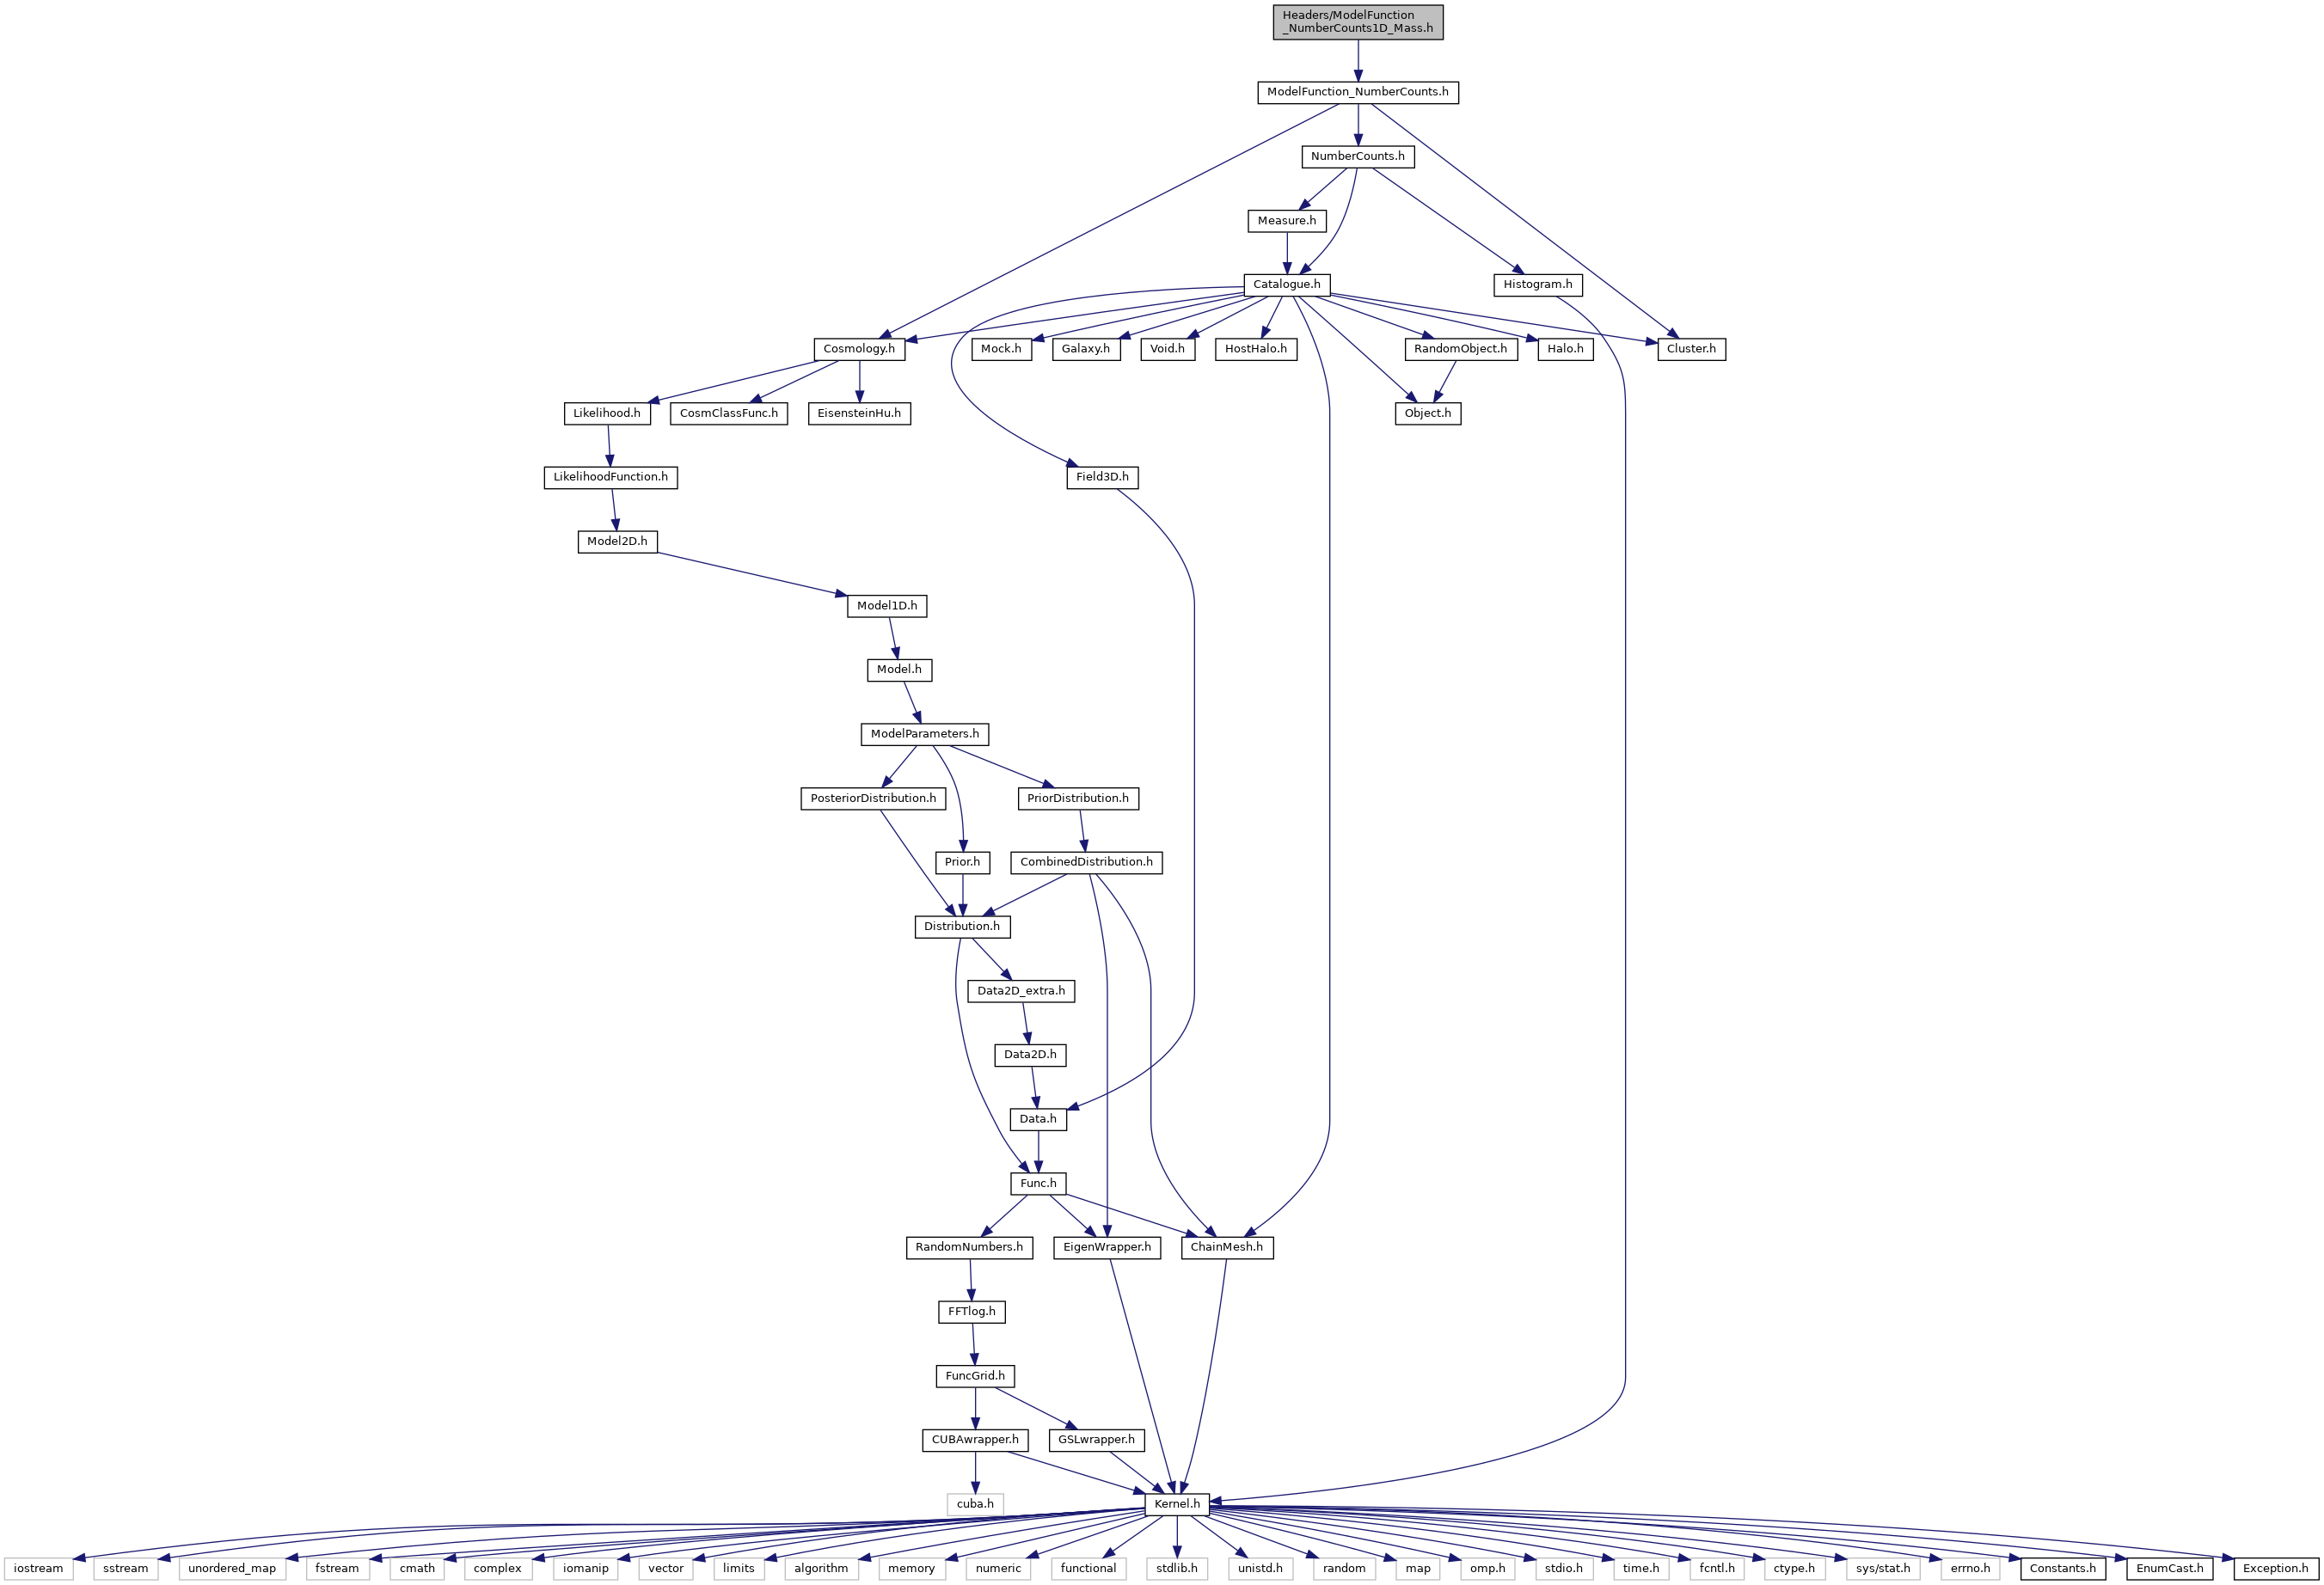 Headers/ModelFunction
_NumberCounts1D_Mass.h
ModelFunction_NumberCounts.h
NumberCounts.h
Measure.h
Catalogue.h
Histogram.h
Cosmology.h
Mock.h
Galaxy.h
Void.h
HostHalo.h
RandomObject.h
Halo.h
Cluster.h
Likelihood.h
CosmClassFunc.h
EisensteinHu.h
Object.h
LikelihoodFunction.h
Field3D.h
Model2D.h
Model1D.h
Model.h
ModelParameters.h
PosteriorDistribution.h
PriorDistribution.h
Prior.h
CombinedDistribution.h
Distribution.h
Data2D_extra.h
Data2D.h
Data.h
Func.h
RandomNumbers.h
EigenWrapper.h
ChainMesh.h
FFTlog.h
FuncGrid.h
CUBAwrapper.h
GSLwrapper.h
cuba.h
Kernel.h
iostream
sstream
unordered_map
fstream
cmath
complex
iomanip
vector
limits
algorithm
memory
numeric
functional
stdlib.h
unistd.h
random
map
omp.h
stdio.h
time.h
fcntl.h
ctype.h
sys/stat.h
errno.h
Constants.h
EnumCast.h
Exception.h